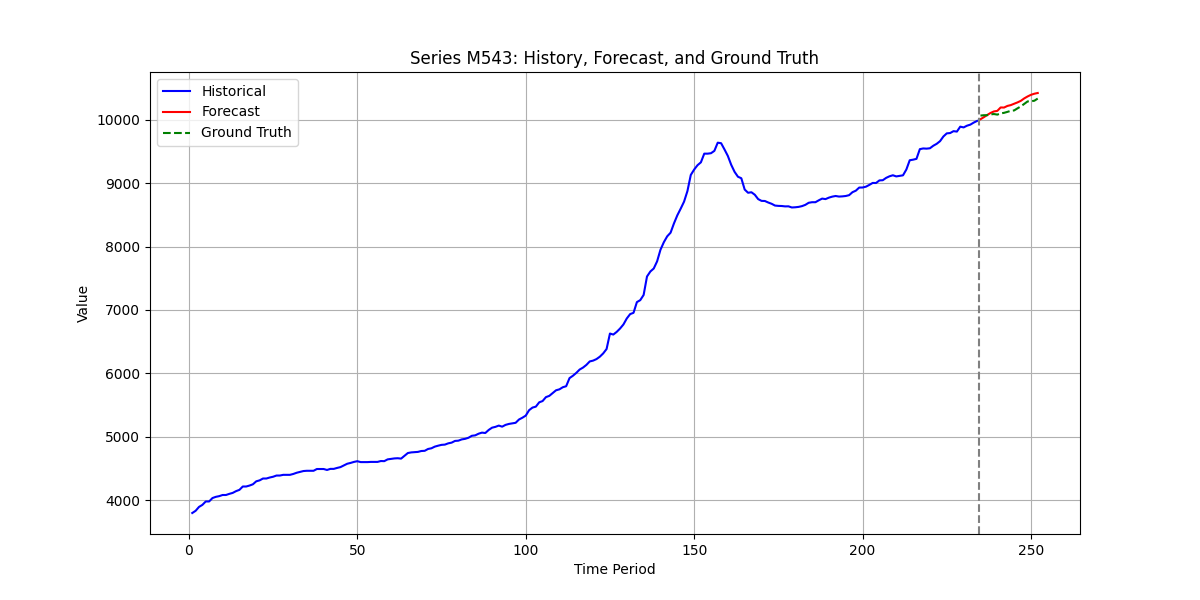 Series M543: History, Forecast, and Ground Truth
Historical
Forecast
Ground Truth
10000
9000
8000
7000
6000
5000
4000
Value
0 50 100 150 200 250
Time Period